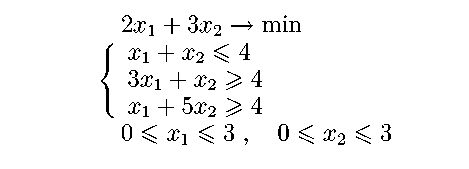 2x₁ + 3x₂ → min
x₁ + x₂ ⩽ 4
3x₁ + x₂ ⩾ 4
x₁ + 5x₂ ⩾ 4
0 ⩽ x₁ ⩽ 3 , 0 ⩽ x₂ ⩽ 3